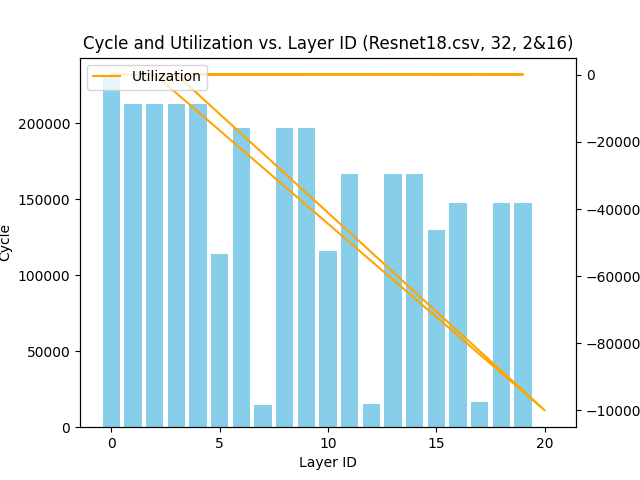 Cycle and Utilization vs. Layer ID (Resnet18.csv, 32, 2&16)
Utilization
200000
150000
100000
50000
0
Cycle
0
−20000
−40000
−60000
−80000
−10000
0 5 10 15 20
Layer ID